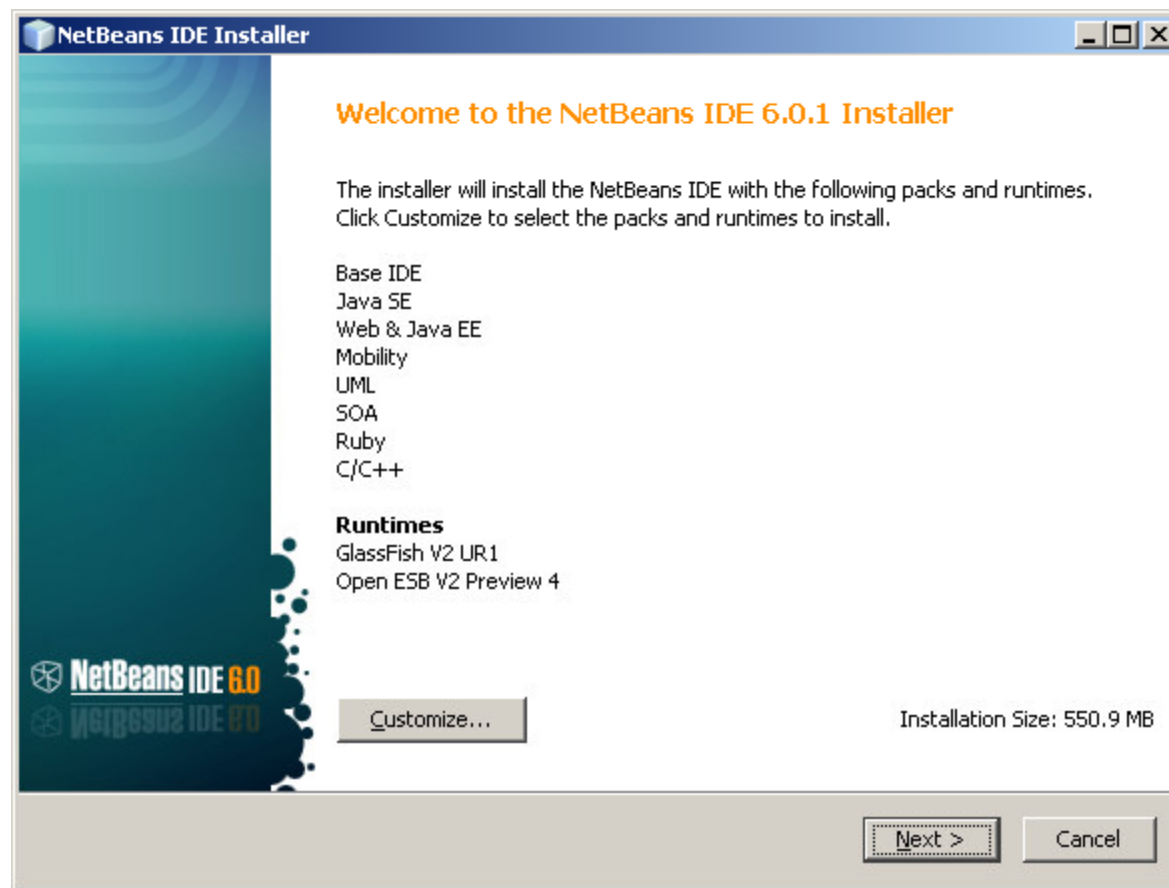 NetBeans IDE Installer
Welcome to the NetBeans IDE 6.0.1 Installer
The installer will install the NetBeans IDE with the following packs and runtimes.
Click Customize to select the packs and runtimes to install.
Base IDE
Java SE
Web & Java EE
Mobility
UML
SOA
Ruby
C/C++
Runtimes
GlassFish V2 UR1
Open ESB V2 Preview 4
NetBeans IDE 6.0
Customize...
Installation Size: 550.9 MB
Next >
Cancel